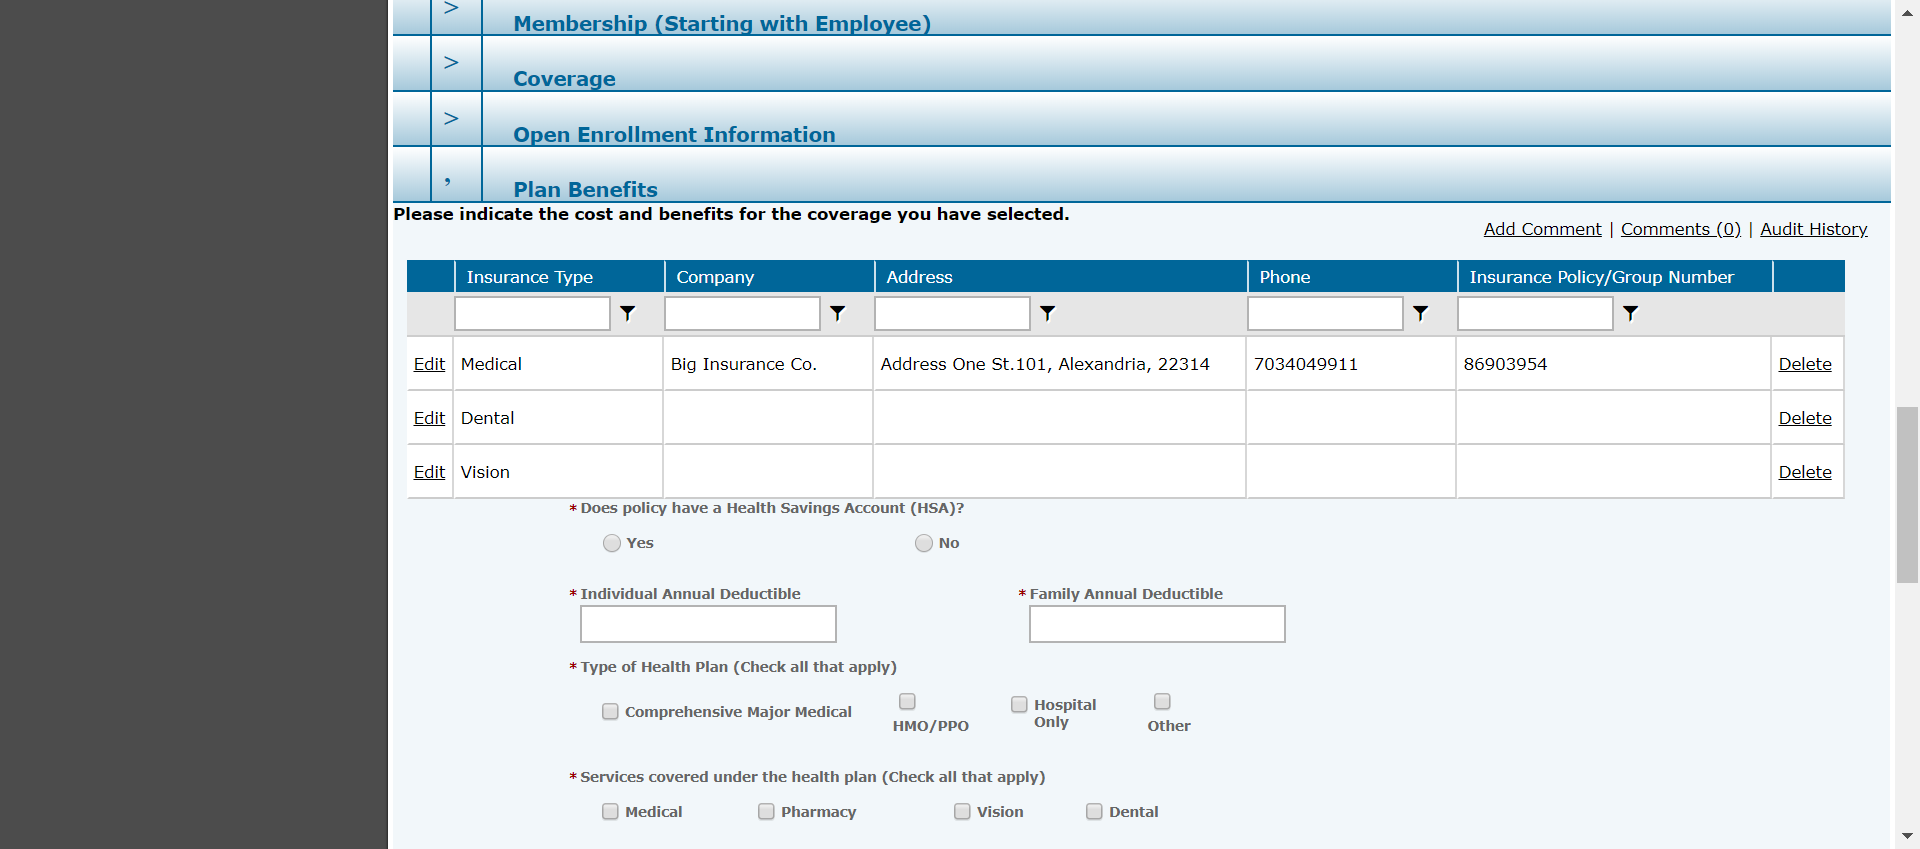 >
Membership (Starting with Employee)
>
Coverage
>
Open Enrollment Information
,
Plan Benefits
Please indicate the cost and benefits for the coverage you have selected.
Add Comment | Comments (0) | Audit History
Insurance Type Company Address Phone Insurance Policy/Group Number
Edit Medical Big Insurance Co. Address One St.101, Alexandria, 22314 7034049911 86903954 Delete
Edit Dental Delete
Edit Vision Delete
* Does policy have a Health Savings Account (HSA)?
Yes No
* Individual Annual Deductible * Family Annual Deductible
* Type of Health Plan (Check all that apply)
Comprehensive Major Medical HMO/PPO Hospital Only Other
* Services covered under the health plan (Check all that apply)
Medical Pharmacy Vision Dental